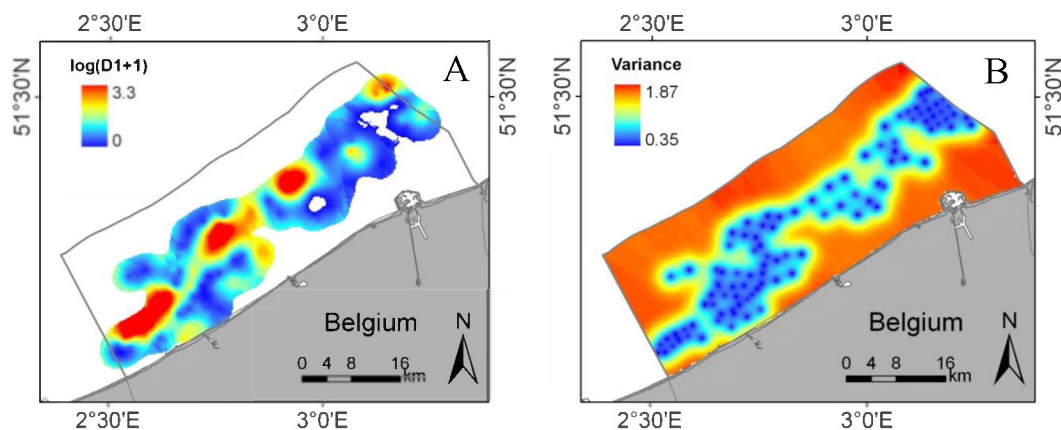 2°30'E 3°0'E 2°30'E 3°0'E
log(D1+1) A Variance B
3.3 1.87
0 0.35
51°30'N 51°30'N 51°30'N 51°30'N
Belgium N Belgium N
0 4 8 16 0 4 8 16
km km
2°30'E 3°0'E 2°30'E 3°0'E